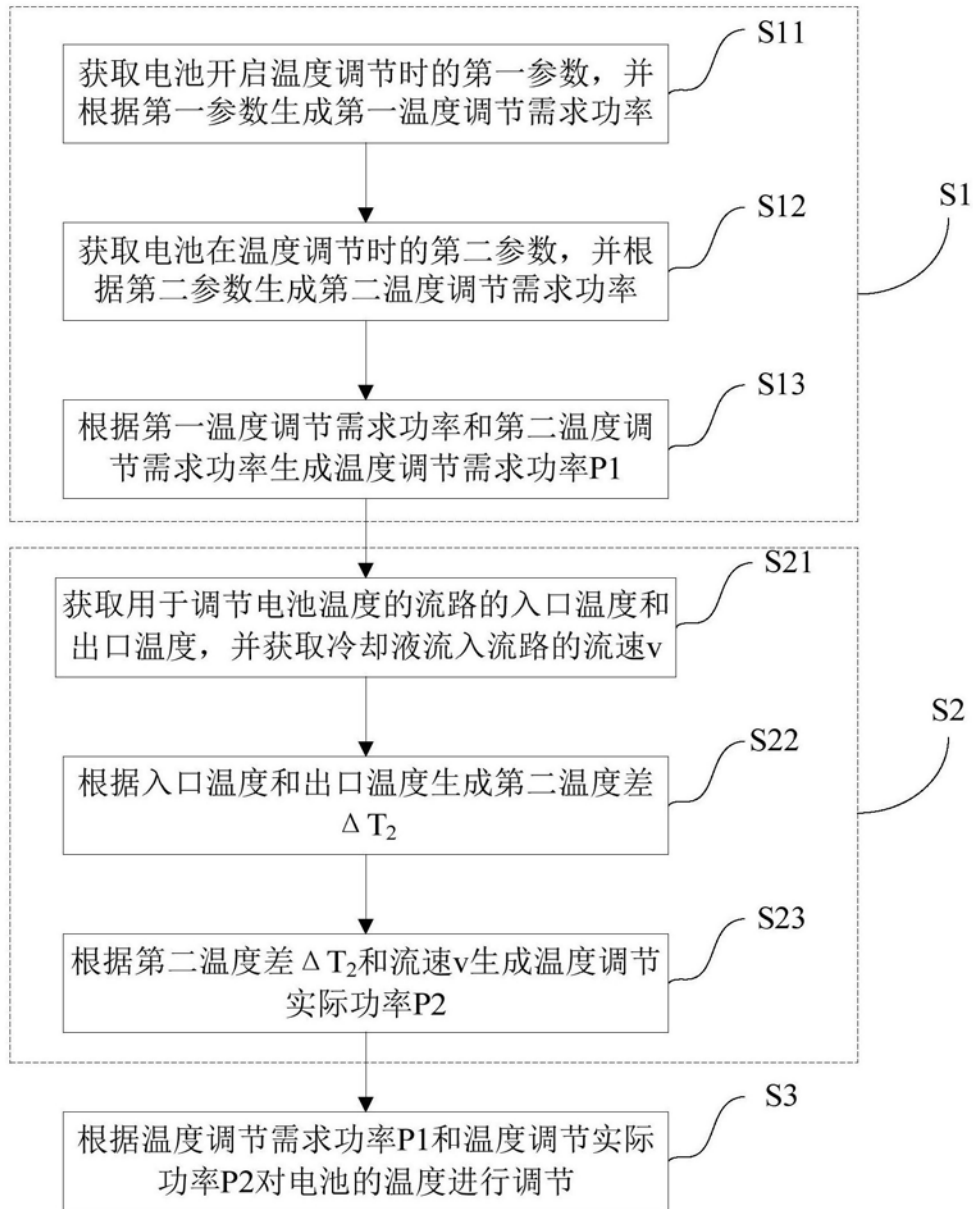 S11
获取电池开启温度调节时的第一参数，并
根据第一参数生成第一温度调节需求功率
S1
S12
获取电池在温度调节时的第二参数，并根
据第二参数生成第二温度调节需求功率
S13
根据第一温度调节需求功率和第二温度调
节需求功率生成温度调节需求功率P1
S21
获取用于调节电池温度的流路的入口温度和
出口温度，并获取冷却液流入流路的流速v
S2
S22
根据入口温度和出口温度生成第二温度差
ΔT₂
S23
根据第二温度差ΔT₂和流速v生成温度调节
实际功率P2
S3
根据温度调节需求功率P1和温度调节实际
功率P2对电池的温度进行调节